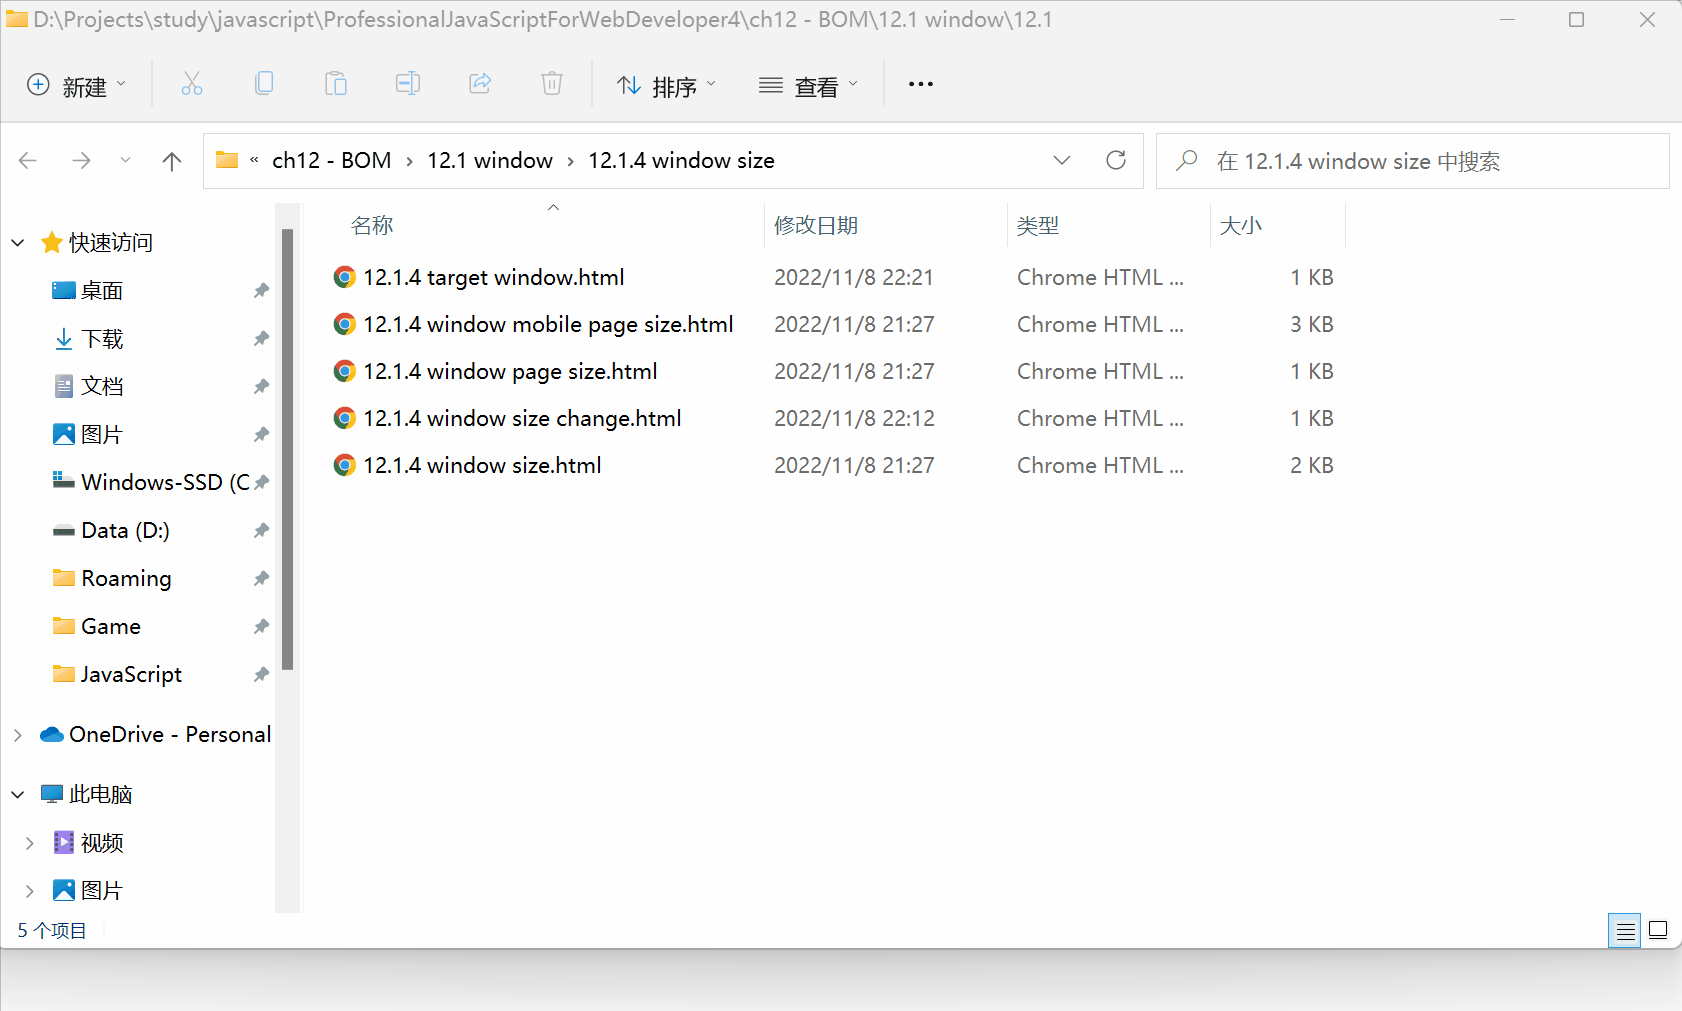 D:\Projects\study\javascript\ProfessionalJavaScriptForWebDeveloper4\ch12 - BOM\12.1 window\12.1
新建 排序 查看 ···
« ch12 - BOM › 12.1 window › 12.1.4 window size
在 12.1.4 window size 中搜索
名称 修改日期 类型 大小
12.1.4 target window.html 2022/11/8 22:21 Chrome HTML ... 1 KB
12.1.4 window mobile page size.html 2022/11/8 21:27 Chrome HTML ... 3 KB
12.1.4 window page size.html 2022/11/8 21:27 Chrome HTML ... 1 KB
12.1.4 window size change.html 2022/11/8 22:12 Chrome HTML ... 1 KB
12.1.4 window size.html 2022/11/8 21:27 Chrome HTML ... 2 KB
快速访问
桌面
下载
文档
图片
Windows-SSD (C
Data (D:)
Roaming
Game
JavaScript
OneDrive - Personal
此电脑
视频
图片
5 个项目